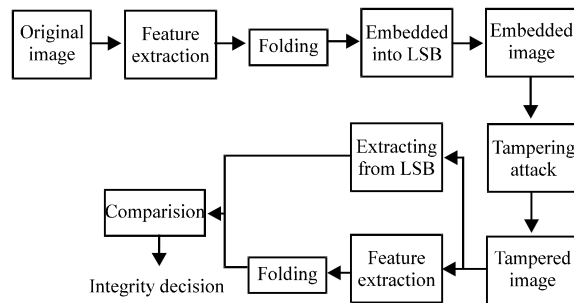 Original
image
Feature
extraction
Folding
Embedded
into LSB
Embedded
image
Extracting
from LSB
Tampering
attack
Comparision
Integrity decision
Folding
Feature
extraction
Tampered
image